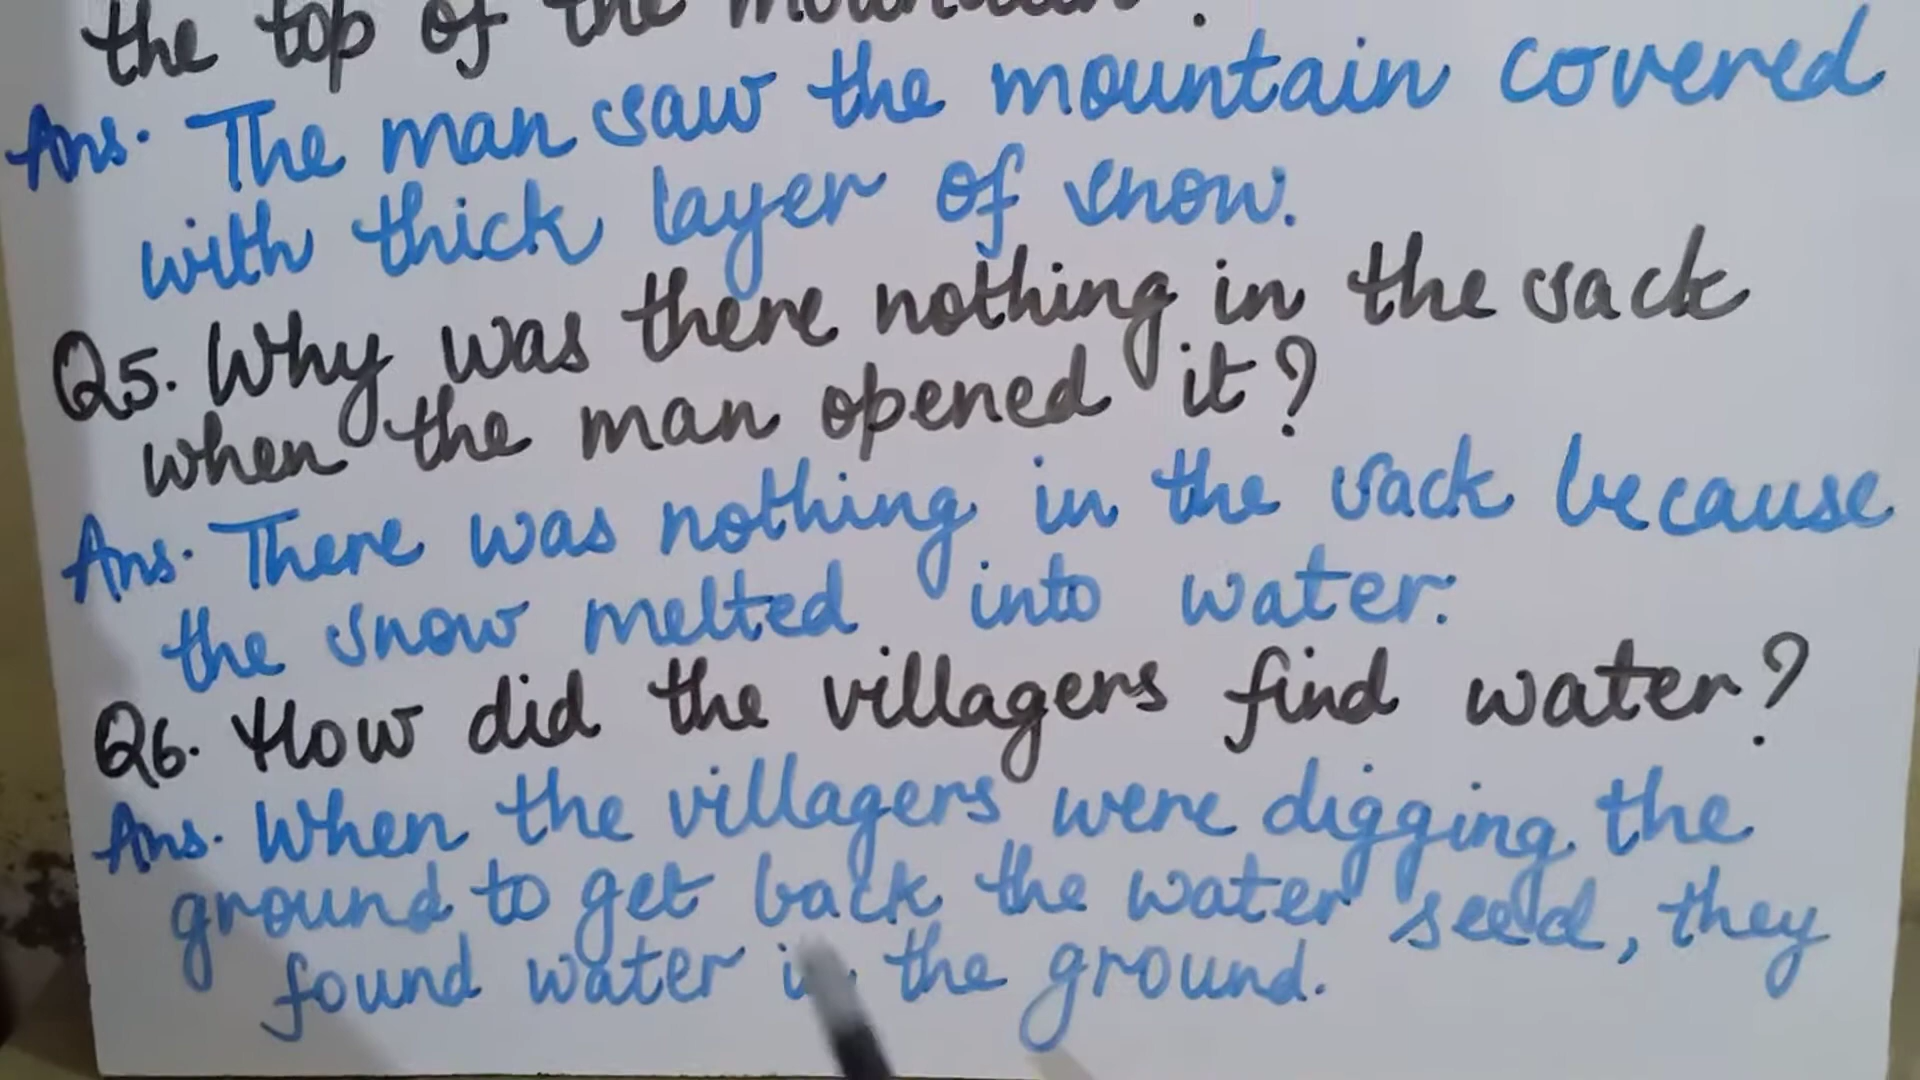 the top of the mountain?
Ans. The man saw the mountain covered
with thick layer of snow.
Q5. Why was there nothing in the sack
when the man opened it?
Ans. There was nothing in the sack because
the snow melted into water.
Q6. How did the villagers find water?
Ans. When the villagers were digging the
ground to get back the water seed, they
found water in the ground.